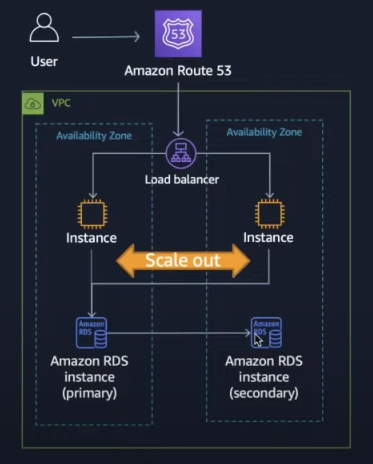 53
User
Amazon Route 53
VPC
Availability Zone
Availability Zone
Load balancer
Instance
Instance
Scale out
Amazon
RDS
Amazon
RDS
Amazon RDS
instance
(primary)
Amazon RDS
instance
(secondary)